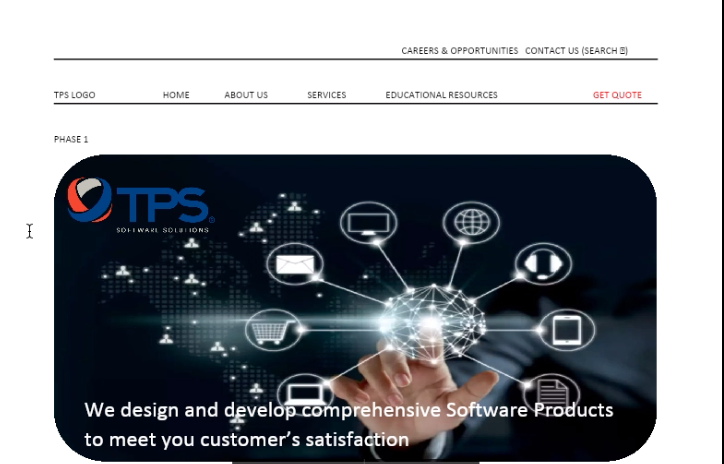 CAREERS & OPPORTUNITIES CONTACT US (SEARCH ⍰)
TPS LOGO HOME ABOUT US SERVICES EDUCATIONAL RESOURCES GET QUOTE
PHASE 1
TPS®
SOFTWARE SOLUTIONS
We design and develop comprehensive Software Products
to meet you customer’s satisfaction